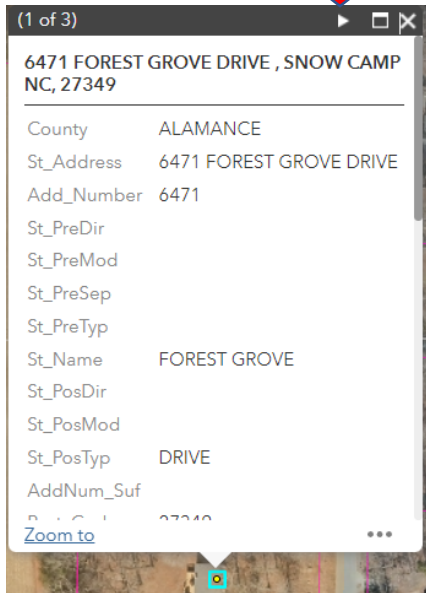 (1 of 3)
6471 FOREST GROVE DRIVE , SNOW CAMP
NC, 27349
County ALAMANCE
St_Address 6471 FOREST GROVE DRIVE
Add_Number 6471
St_PreDir
St_PreMod
St_PreSep
St_PreTyp
St_Name FOREST GROVE
St_PosDir
St_PosMod
St_PosTyp DRIVE
AddNum_Suf
27349
Zoom to